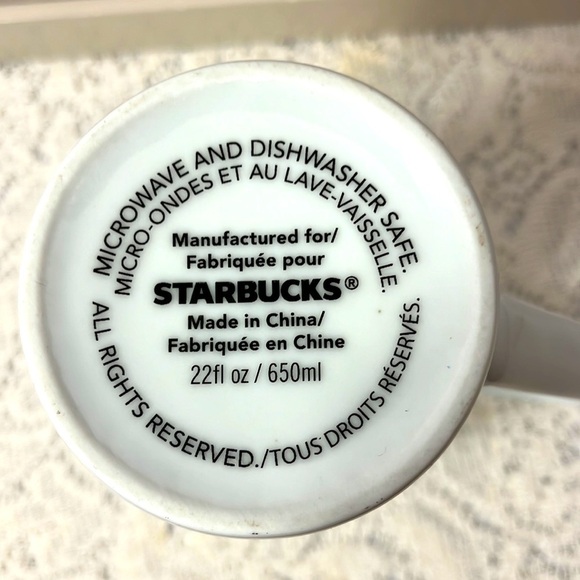 MICROWAVE AND DISHWASHER SAFE.
MICRO-ONDES ET AU LAVE-VAISSELLE.
Manufactured for/
Fabriquée pour
STARBUCKS®
Made in China/
Fabriquée en Chine
22fl oz / 650ml
ALL RIGHTS RESERVED./TOUS DROITS RÉSERVÉS.